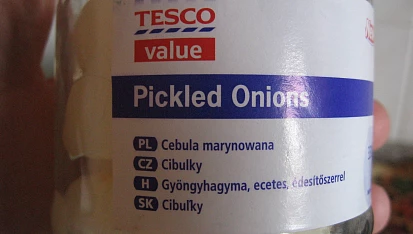 TESCO
value
Pickled Onions
PL Cebula marynowana
CZ Cibulky
H Gyöngyhagyma, ecetes, édesítőszerrel
SK Cibuľky